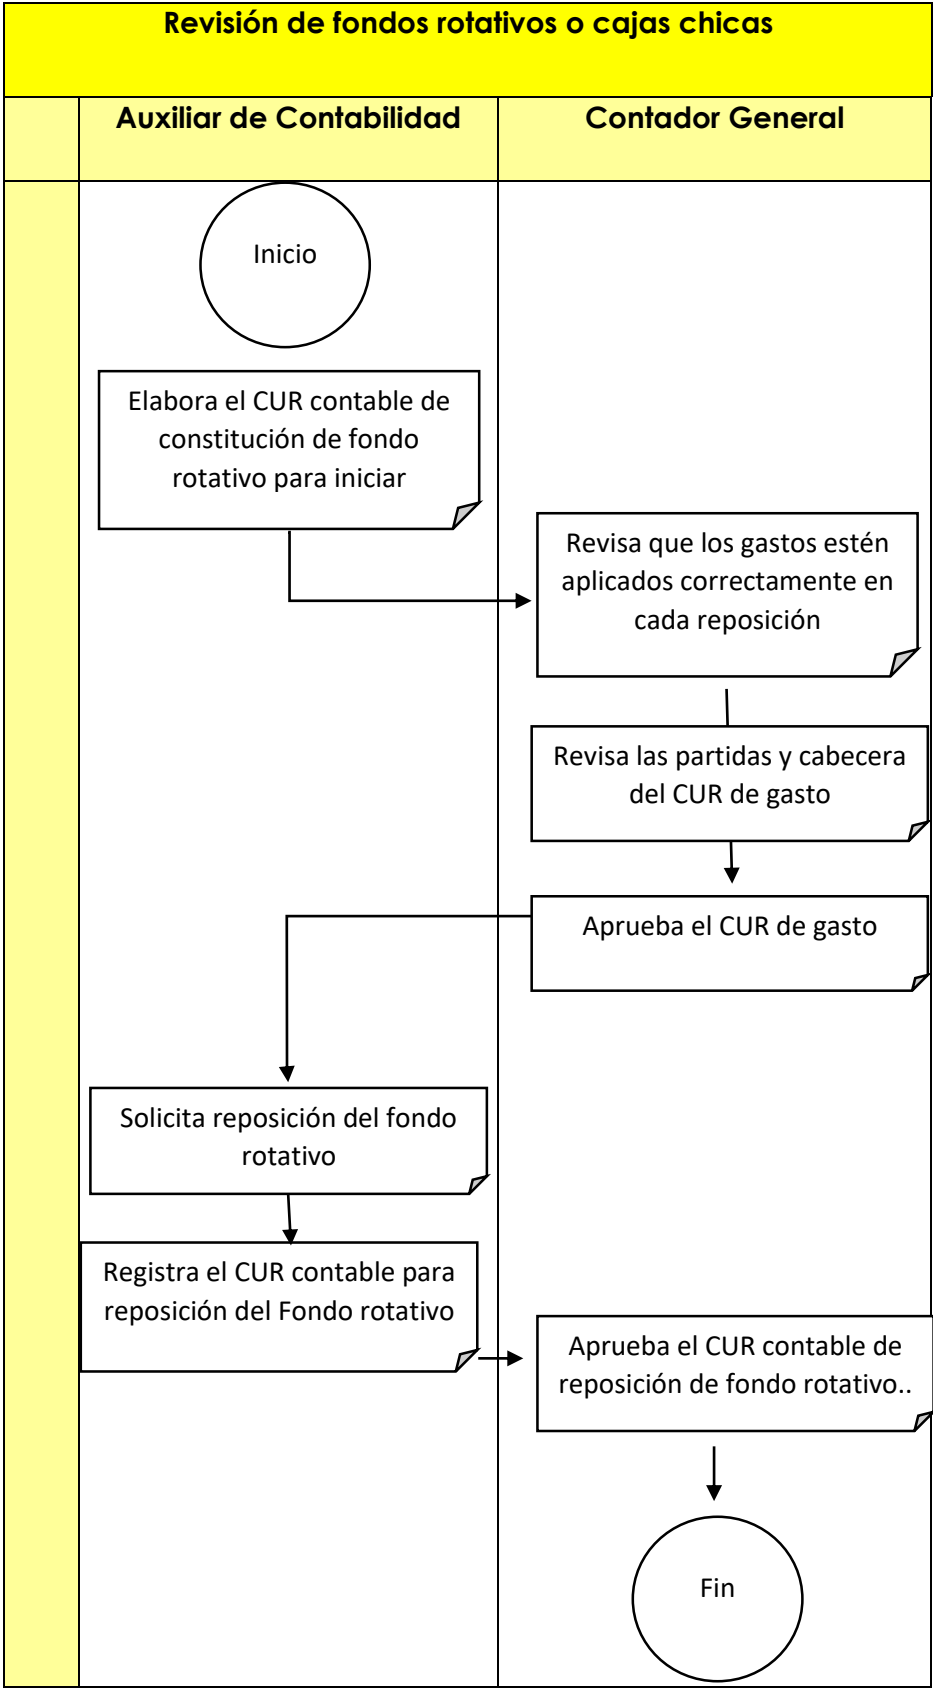 Revisión de fondos rotativos o cajas chicas
Auxiliar de Contabilidad
Contador General
Inicio
Elabora el CUR contable de
constitución de fondo
rotativo para iniciar
Revisa que los gastos estén
aplicados correctamente en
cada reposición
Revisa las partidas y cabecera
del CUR de gasto
Aprueba el CUR de gasto
Solicita reposición del fondo
rotativo
Registra el CUR contable para
reposición del Fondo rotativo
Aprueba el CUR contable de
reposición de fondo rotativo..
Fin